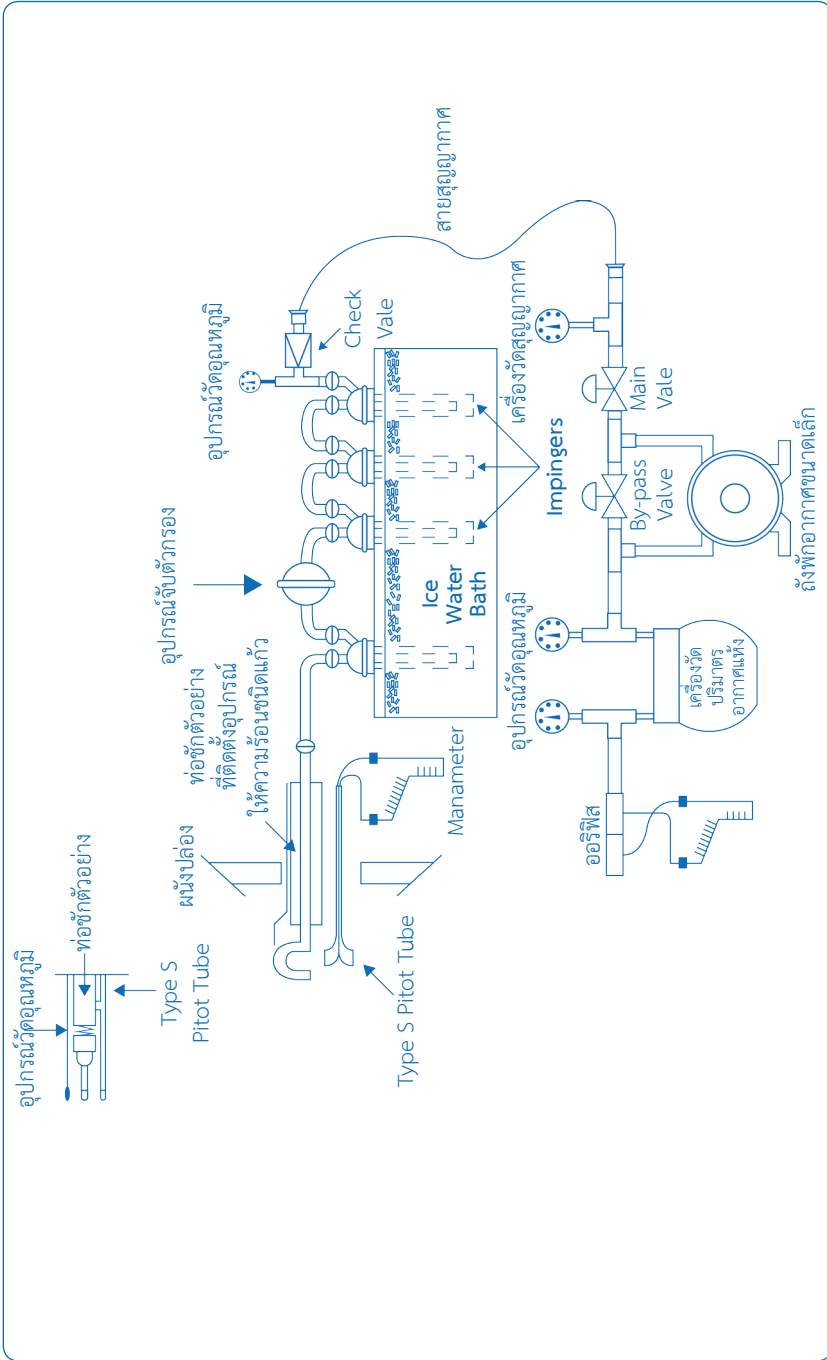 อุปกรณ์วัดอุณหภูมิ
ท่อชักตัวอย่าง
Type S
Pitot Tube
ผนังปล่อง
ท่อชักตัวอย่าง
ที่ติดตั้งอุปกรณ์
ให้ความร้อนชนิดแก้ว
อุปกรณ์จับตัวกรอง
อุปกรณ์วัดอุณหภูมิ
Check
Vale
สายสุญญากาศ
Type S Pitot Tube
Manameter
Ice
Water
Bath
Impingers
เครื่องวัดสุญญากาศ
ออริฟิส
อุปกรณ์วัดอุณหภูมิ
By-pass
Valve
Main
Vale
เครื่องวัด
ปริมาตร
อากาศแห้ง
ถังพักอากาศขนาดเล็ก